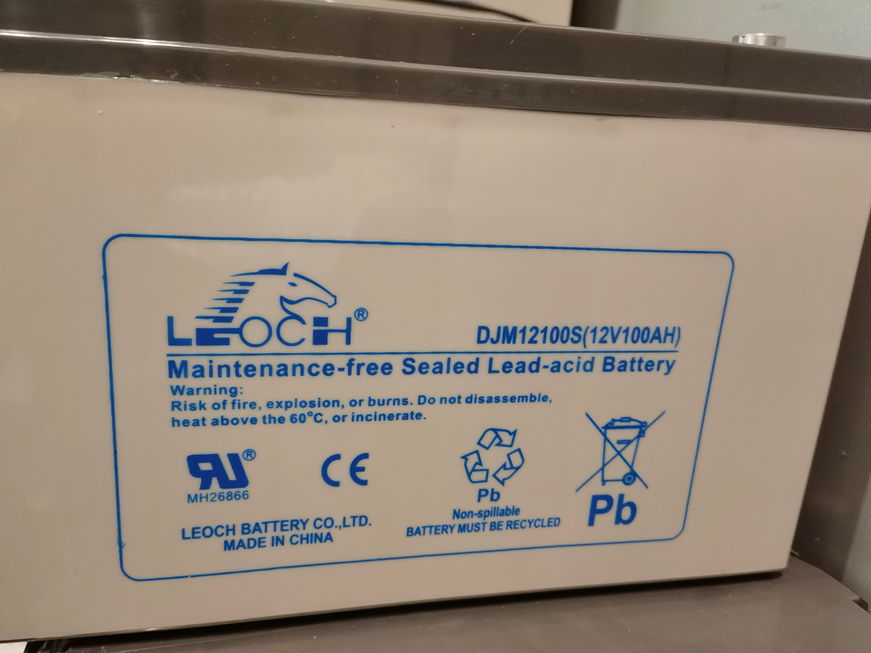 LEOCH®
DJM12100S(12V100AH)
Maintenance-free Sealed Lead-acid Battery
Warning:
Risk of fire, explosion, or burns. Do not disassemble,
heat above the 60°C, or incinerate.
RU®
MH26866
CE
Pb
Non-spillable
BATTERY MUST BE RECYCLED
Pb
LEOCH BATTERY CO.,LTD.
MADE IN CHINA